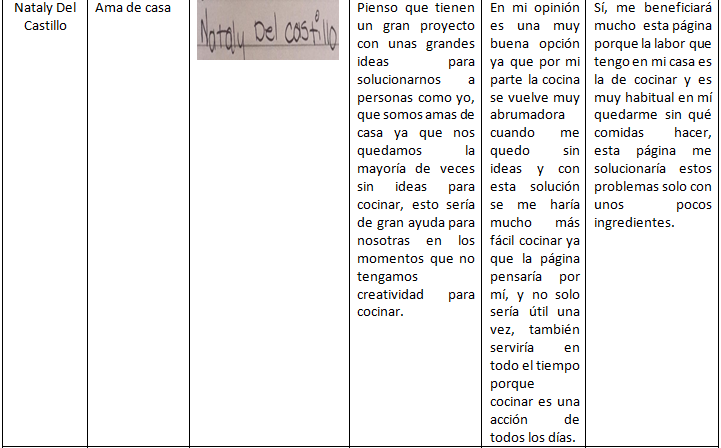 Nataly Del
Castillo
Ama de casa
Nataly Del castillo
Pienso que tienen
un gran proyecto
con unas grandes
ideas para
solucionarnos a
personas como yo,
que somos amas de
casa ya que nos
quedamos la
mayoría de veces
sin ideas para
cocinar, esto sería
de gran ayuda para
nosotras en los
momentos que no
tengamos
creatividad para
cocinar.
En mi opinión
es una muy
buena opción
ya que por mi
parte la cocina
se vuelve muy
abrumadora
cuando me
quedo sin
ideas y con
esta solución
se me haría
mucho más
fácil cocinar ya
que la página
pensaría por
mí, y no solo
sería útil una
vez, también
serviría en
todo el tiempo
porque
cocinar es una
acción de
todos los días.
Sí, me beneficiará
mucho esta página
porque la labor que
tengo en mi casa es
la de cocinar y es
muy habitual en mí
quedarme sin qué
comidas hacer,
esta página me
solucionaría estos
problemas solo con
unos pocos
ingredientes.